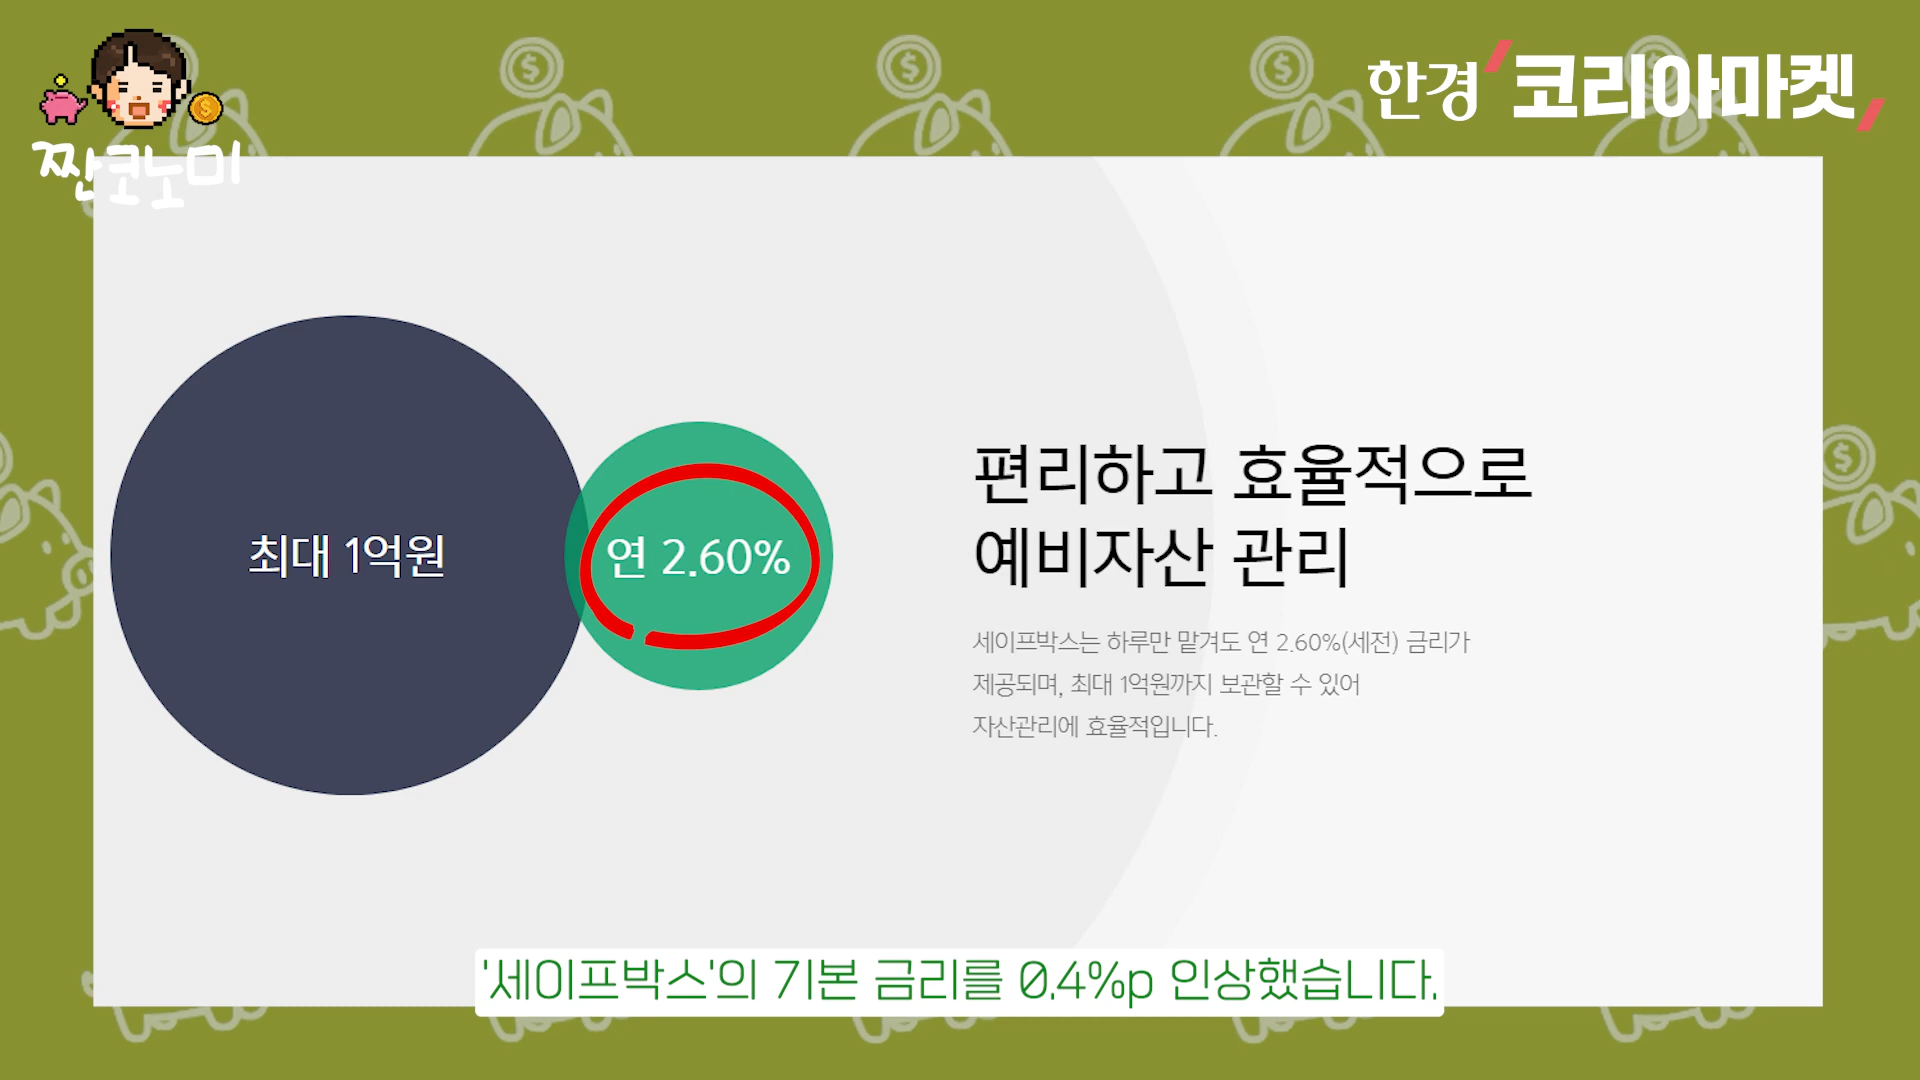 짠코노미
한경 코리아마켓
최대 1억원
연 2.60%
편리하고 효율적으로
예비자산 관리
세이프박스는 하루만 맡겨도 연 2.60%(세전) 금리가
제공되며, 최대 1억원까지 보관할 수 있어
자산관리에 효율적입니다.
'세이프박스'의 기본 금리를 0.4%p 인상했습니다.